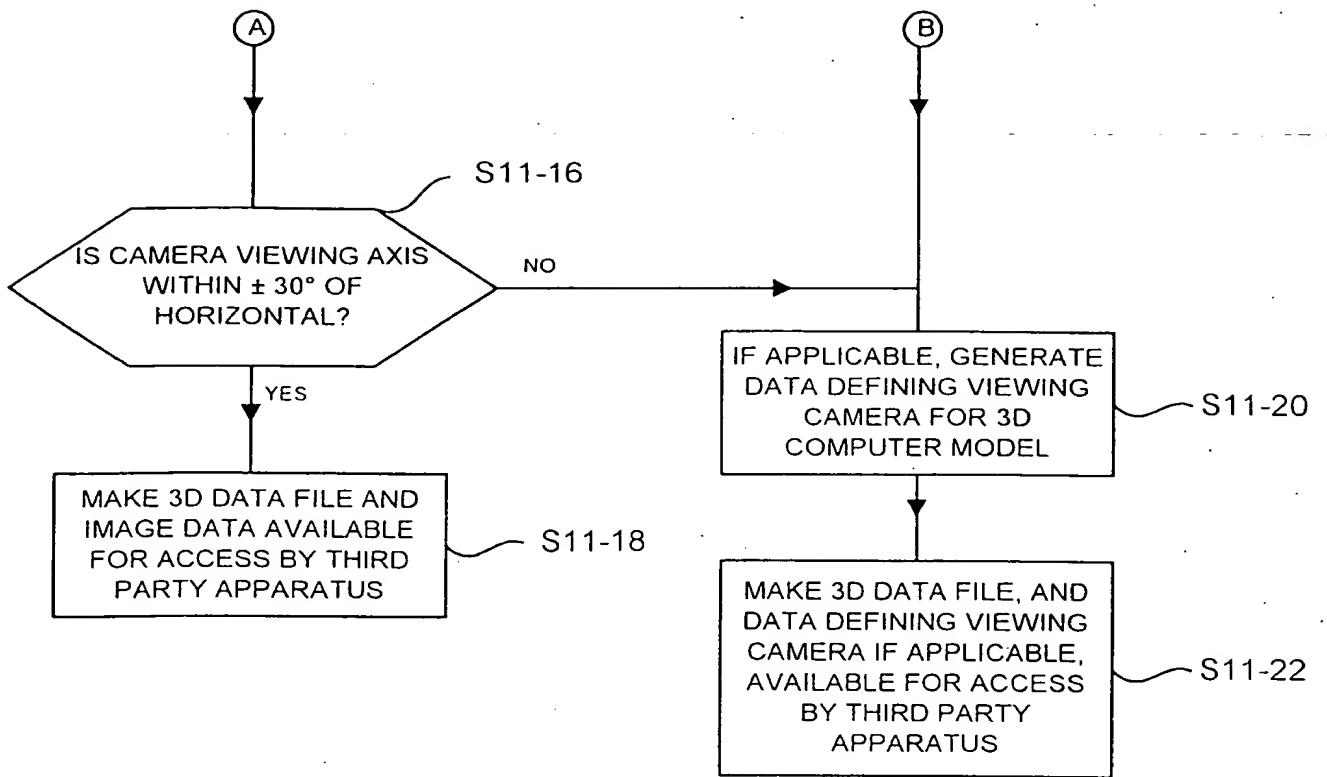 A
B
S11-16
IS CAMERA VIEWING AXIS
WITHIN ± 30° OF
HORIZONTAL?
NO
YES
MAKE 3D DATA FILE AND
IMAGE DATA AVAILABLE
FOR ACCESS BY THIRD
PARTY APPARATUS
S11-18
IF APPLICABLE, GENERATE
DATA DEFINING VIEWING
CAMERA FOR 3D
COMPUTER MODEL
S11-20
MAKE 3D DATA FILE, AND
DATA DEFINING VIEWING
CAMERA IF APPLICABLE,
AVAILABLE FOR ACCESS
BY THIRD PARTY
APPARATUS
S11-22